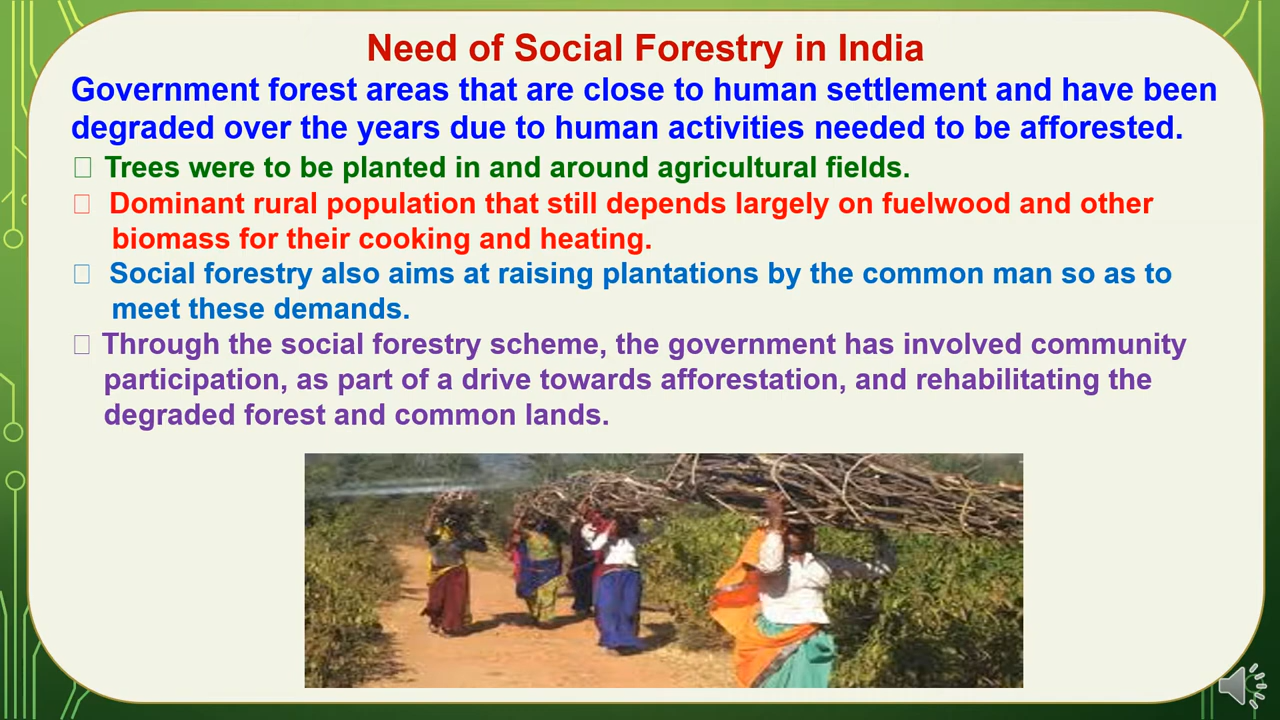 Need of Social Forestry in India
Government forest areas that are close to human settlement and have been
degraded over the years due to human activities needed to be afforested.
Trees were to be planted in and around agricultural fields.
Dominant rural population that still depends largely on fuelwood and other
biomass for their cooking and heating.
Social forestry also aims at raising plantations by the common man so as to
meet these demands.
Through the social forestry scheme, the government has involved community
participation, as part of a drive towards afforestation, and rehabilitating the
degraded forest and common lands.